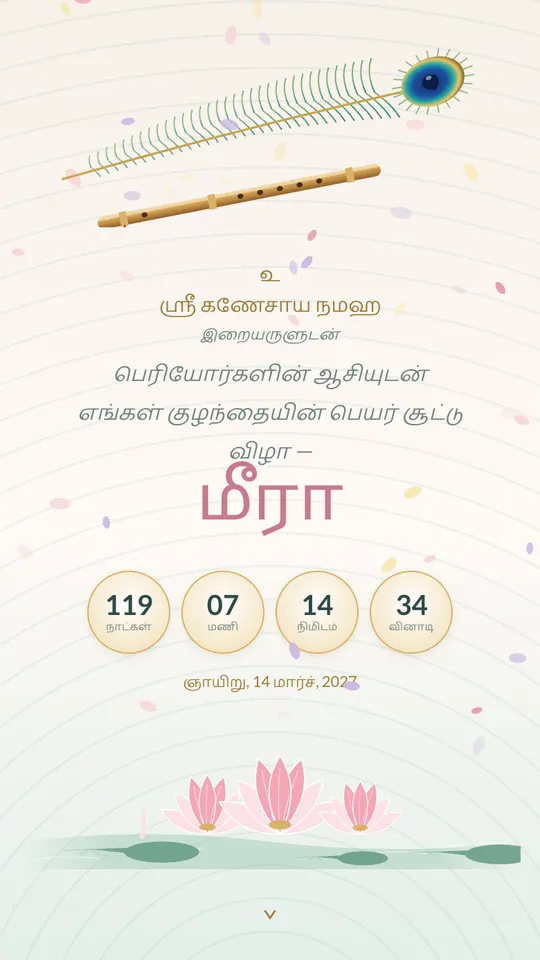 உ
ஸ்ரீ கணேசாய நமஹ
இறையருளுடன்
பெரியோர்களின் ஆசியுடன்
எங்கள் குழந்தையின் பெயர் சூட்டு
விழா —
மீரா
119 07 14 34
நாட்கள் மணி நிமிடம் வினாடி
ஞாயிறு, 14 மார்ச், 2027